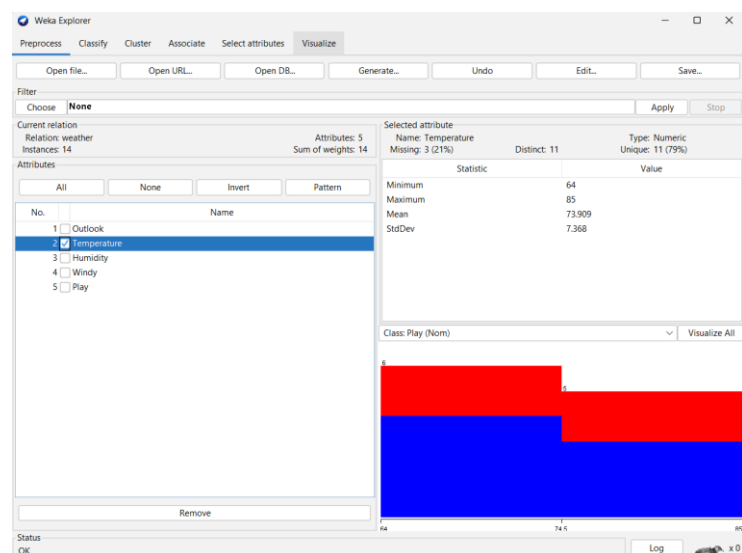 Weka Explorer
Preprocess Classify Cluster Associate Select attributes Visualize
Open file... Open URL... Open DB... Generate... Undo Edit... Save...
Filter
Choose None Apply Stop
Current relation
Relation: weather Attributes: 5
Instances: 14 Sum of weights: 14
Attributes
All None Invert Pattern
No. Name
1 Outlook
2 Temperature
3 Humidity
4 Windy
5 Play
Remove
Selected attribute
Name: Temperature Type: Numeric
Missing: 3 (21%) Distinct: 11 Unique: 11 (79%)
Statistic Value
Minimum 64
Maximum 85
Mean 73.909
StdDev 7.368
Class: Play (Nom) Visualize All
6
5
64 74.5 85
Status
OK Log x 0